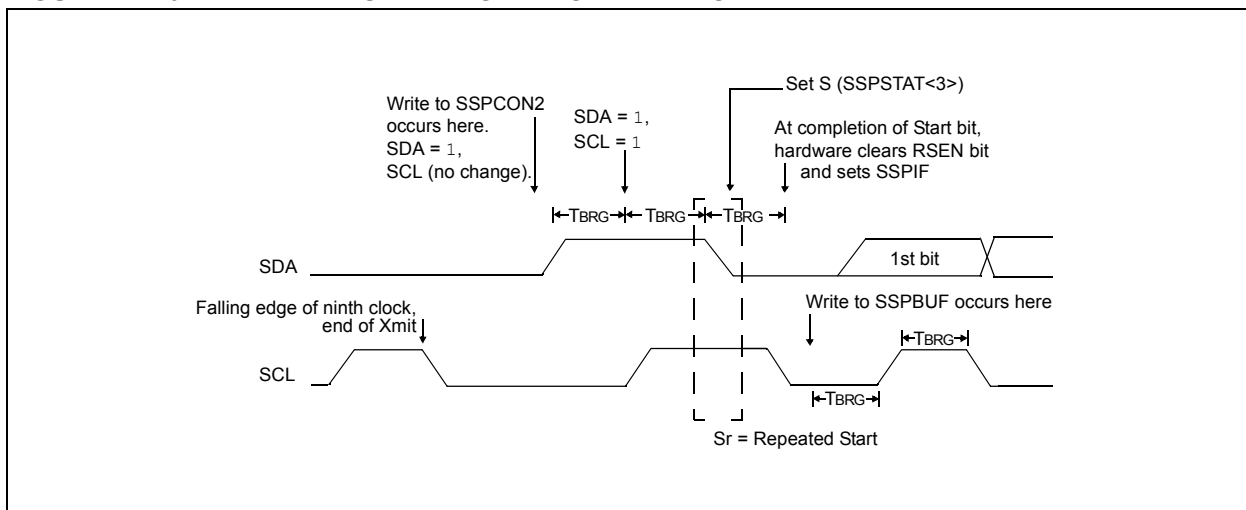 Set S (SSPSTAT<3>)
Write to SSPCON2
occurs here.
SDA = 1,
SCL (no change).
SDA = 1,
SCL = 1
At completion of Start bit,
hardware clears RSEN bit
and sets SSPIF
TBRG
TBRG
TBRG
SDA
1st bit
Falling edge of ninth clock,
end of Xmit
Write to SSPBUF occurs here
TBRG
SCL
TBRG
Sr = Repeated Start